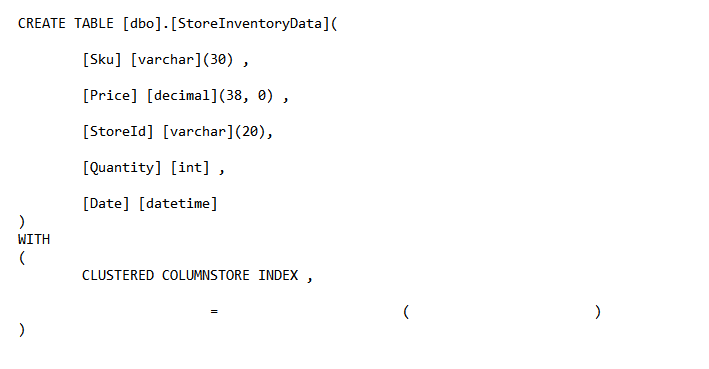 CREATE TABLE [dbo].[StoreInventoryData](
[Sku] [varchar](30) ,
[Price] [decimal](38, 0) ,
[StoreId] [varchar](20),
[Quantity] [int] ,
[Date] [datetime]
)
WITH
(
CLUSTERED COLUMNSTORE INDEX ,
= ( )
)